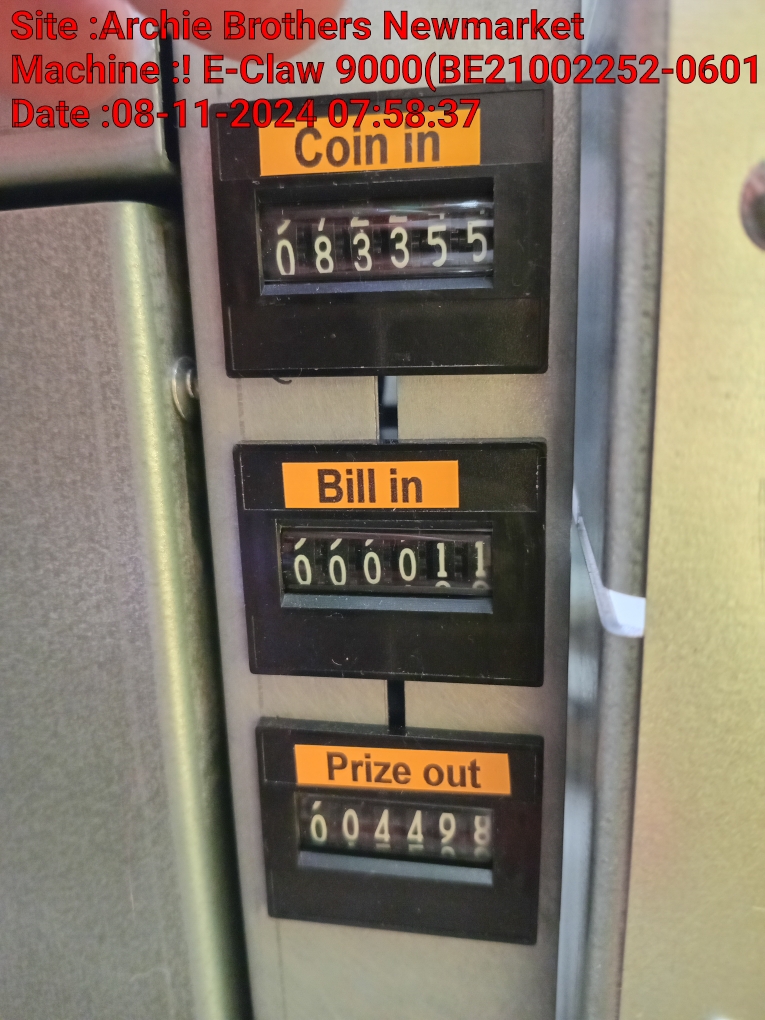 Site :Archie Brothers Newmarket
Machine :! E-Claw 9000(BE21002252-0601
Date :08-11-2024 07:58:37
Coin in
083355
Bill in
000011
Prize out
004498